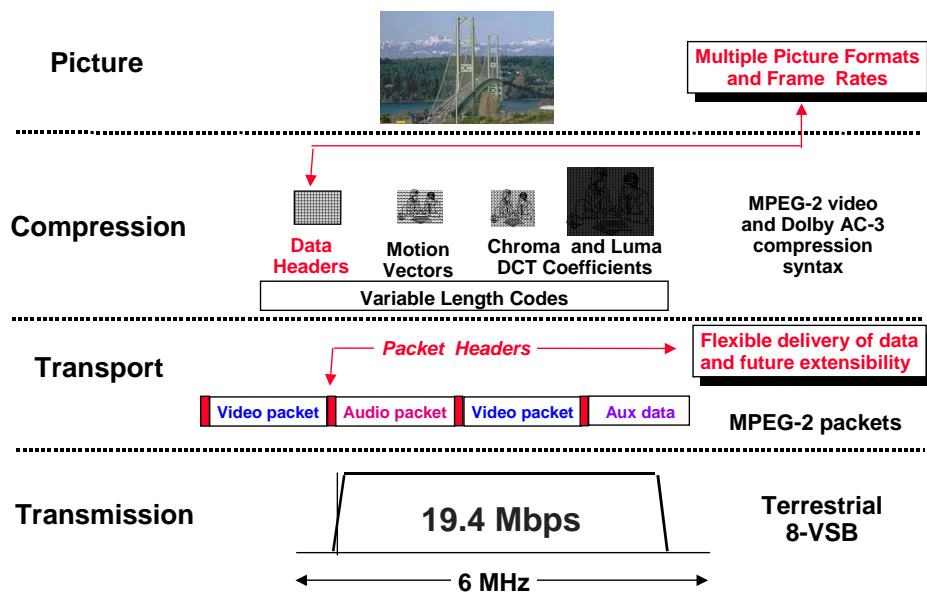 Picture
Multiple Picture Formats
and Frame Rates
Compression
Data
Headers
Motion
Vectors
Chroma and Luma
DCT Coefficients
MPEG-2 video
and Dolby AC-3
compression
syntax
Variable Length Codes
Transport
Packet Headers
Flexible delivery of data
and future extensibility
Video packet
Audio packet
Video packet
Aux data
MPEG-2 packets
Transmission
19.4 Mbps
Terrestrial
8-VSB
6 MHz